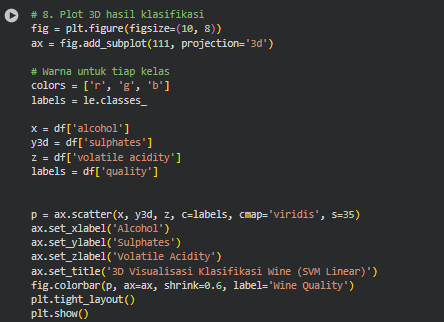 # 8. Plot 3D hasil klasifikasi
fig = plt.figure(figsize=(10, 8))
ax = fig.add_subplot(111, projection='3d')
# Warna untuk tiap kelas
colors = ['r', 'g', 'b']
labels = le.classes_
x = df['alcohol']
y3d = df['sulphates']
z = df['volatile acidity']
labels = df['quality']
p = ax.scatter(x, y3d, z, c=labels, cmap='viridis', s=35)
ax.set_xlabel('Alcohol')
ax.set_ylabel('Sulphates')
ax.set_zlabel('Volatile Acidity')
ax.set_title('3D Visualisasi Klasifikasi Wine (SVM Linear)')
fig.colorbar(p, ax=ax, shrink=0.6, label='Wine Quality')
plt.tight_layout()
plt.show()